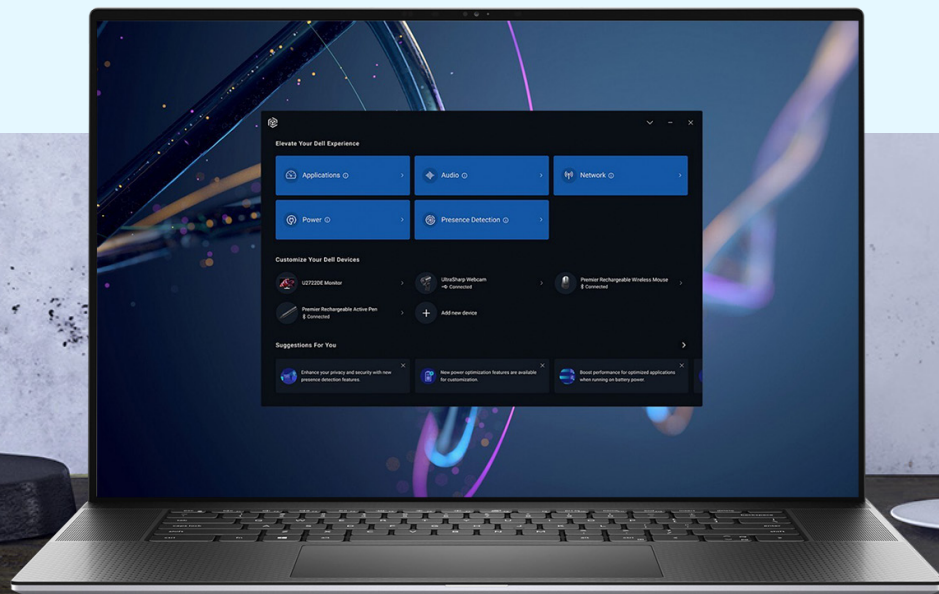 Elevate Your Dell Experience
Applications
Audio
Network
Power
Presence Detection
Customize Your Dell Devices
U2722DE Monitor
UltraSharp Webcam
Connected
Premier Rechargeable Wireless Mouse
Connected
Premier Rechargeable Active Pen
Connected
Add new device
Suggestions For You
Enhance your privacy and security with new
presence detection features.
New power optimization features are available
for customization.
Boost performance for optimized applications
when running on battery power.